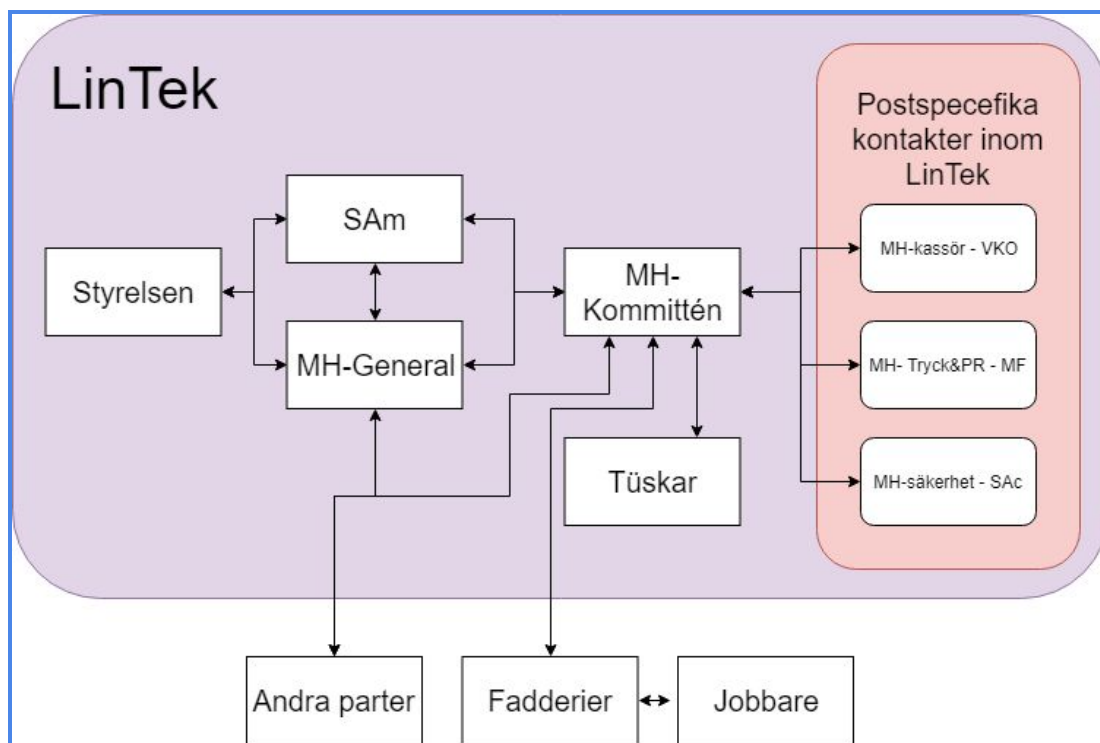 LinTek
Postspecefika
kontakter inom
LinTek
SAm
Styrelsen
MH-General
MH-
Kommittén
MH-kassör - VKO
MH- Tryck&PR - MF
MH-säkerhet - SAc
Tüskar
Andra parter
Fadderier
Jobbare